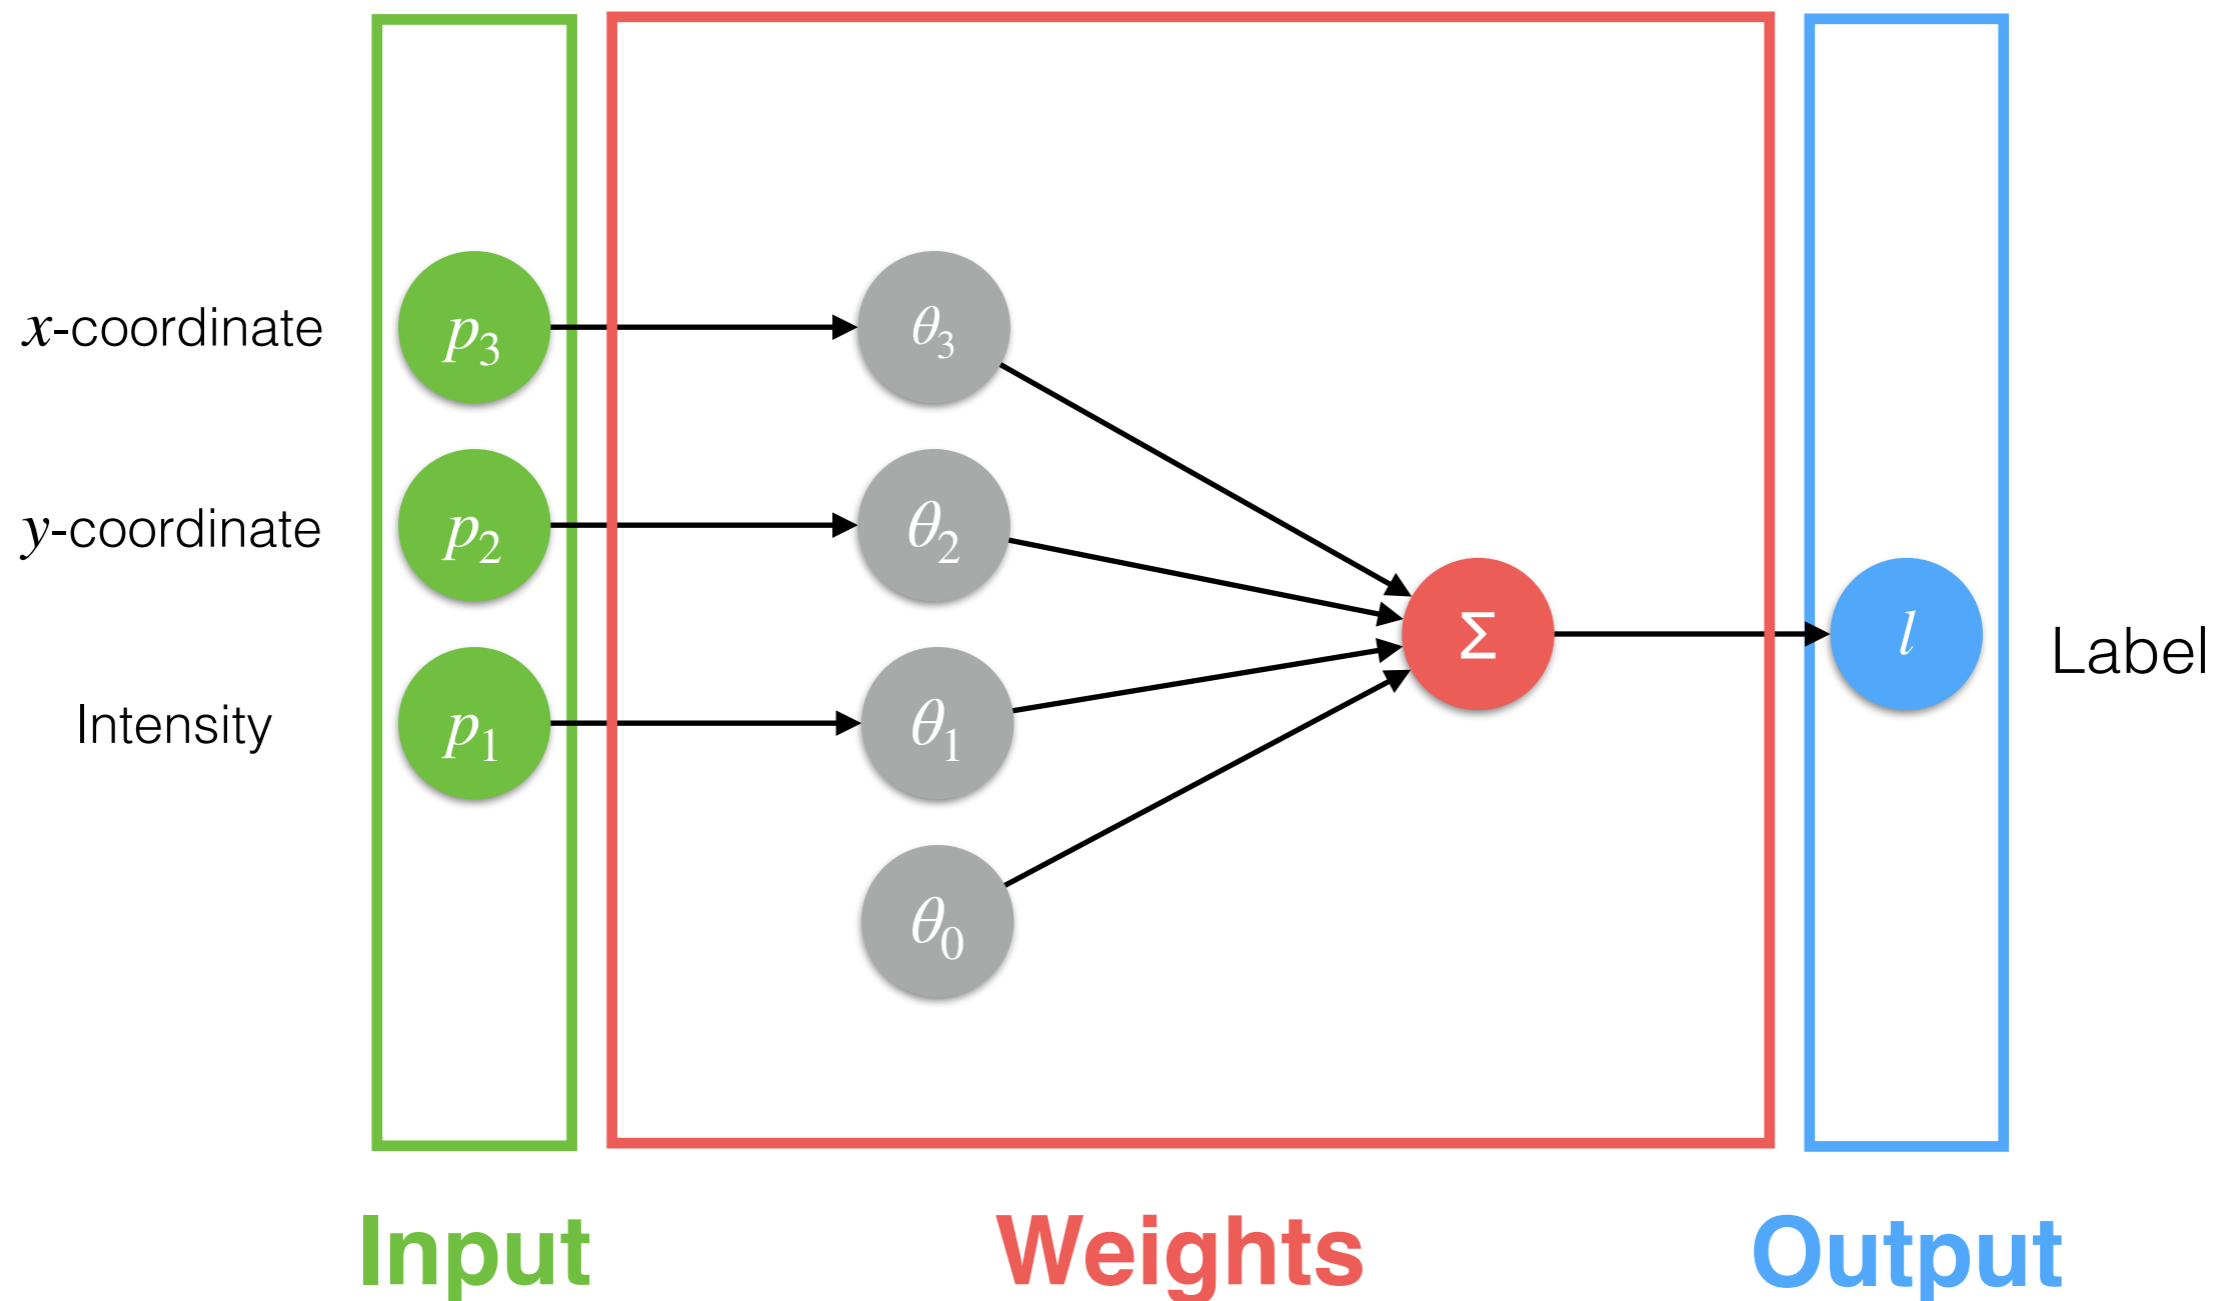 x-coordinate p₃ θ₃
y-coordinate p₂ θ₂
Σ l Label
Intensity p₁ θ₁
θ₀
Input Weights Output